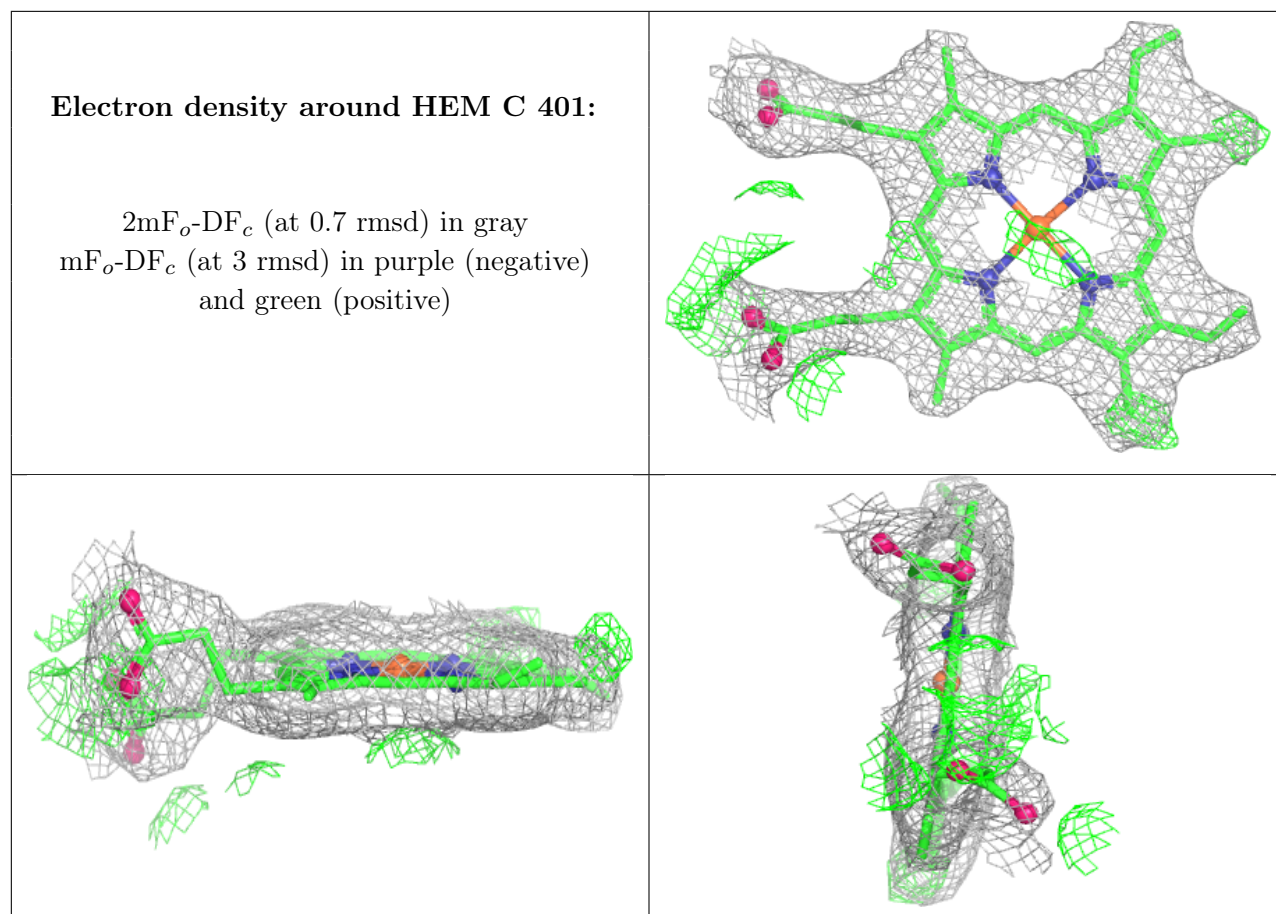 Electron density around HEM C 401:
2mFo-DFc (at 0.7 rmsd) in gray
mFo-DFc (at 3 rmsd) in purple (negative)
and green (positive)